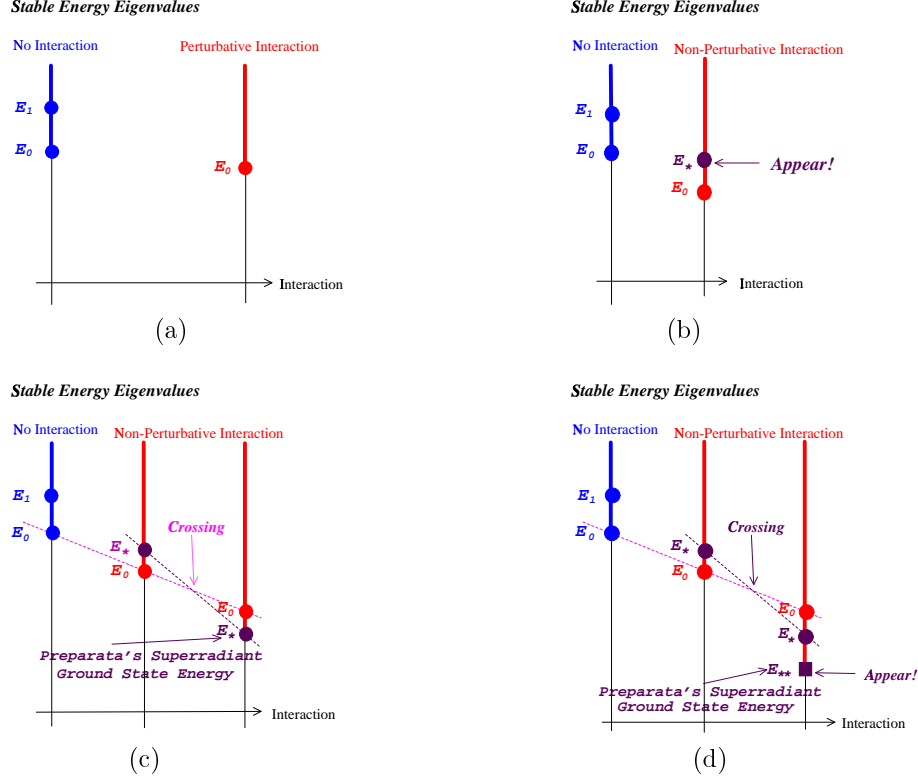 Stable Energy Eigenvalues
No Interaction
Perturbative Interaction
E1
E0
E0
Interaction
(a)
Stable Energy Eigenvalues
No Interaction
Non-Perturbative Interaction
E1
E0
E*
Appear!
E0
Interaction
(b)
Stable Energy Eigenvalues
No Interaction
Non-Perturbative Interaction
E1
E0
Crossing
E*
E0
E0
E*
Preparata's Superradiant
Ground State Energy
Interaction
(c)
Stable Energy Eigenvalues
No Interaction
Non-Perturbative Interaction
E1
E0
Crossing
E*
E0
E0
E*
E**
Appear!
Preparata's Superradiant
Ground State Energy
Interaction
(d)